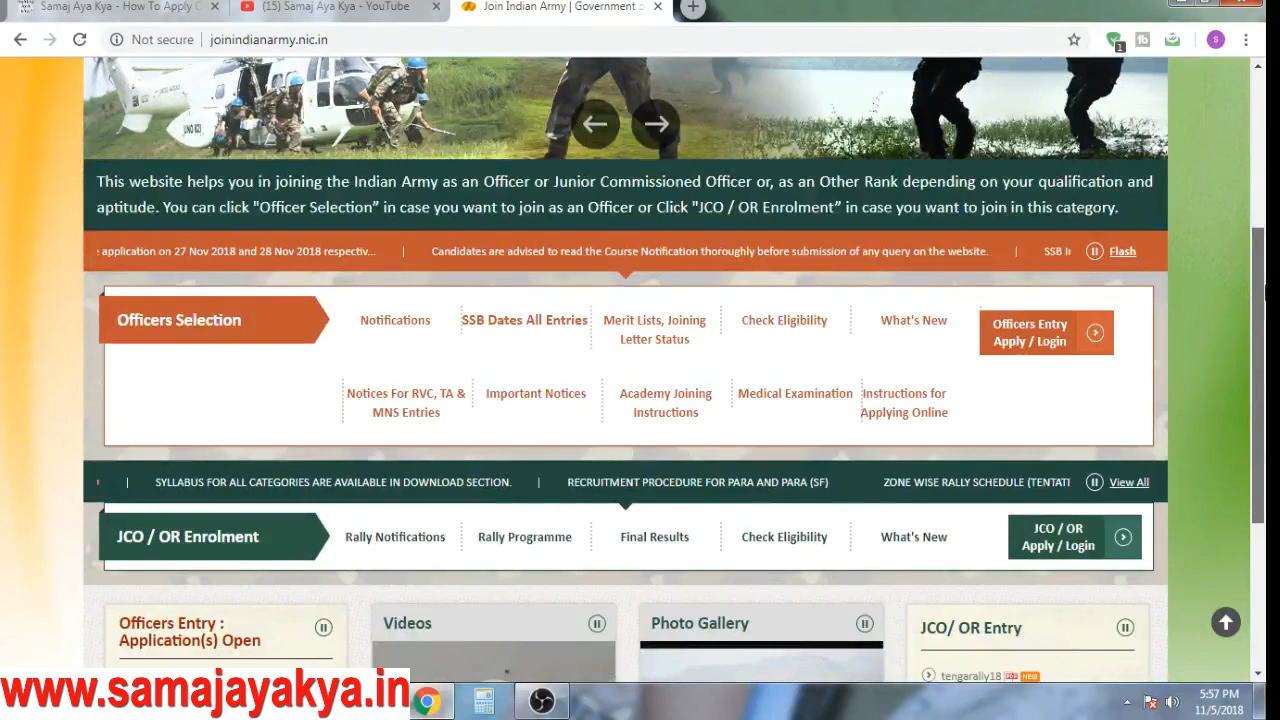 Samaj Aya Kya - How To Apply O
(15) Samaj Aya Kya - YouTube
Join Indian Army | Government o
Not secure | joinindianarmy.nic.in
This website helps you in joining the Indian Army as an Officer or Junior Commissioned Officer or, as an Other Rank depending on your qualification and
aptitude. You can click "Officer Selection" in case you want to join as an Officer or Click "JCO / OR Enrolment" in case you want to join in this category.
e application on 27 Nov 2018 and 28 Nov 2018 respectiv... | Candidates are advised to read the Course Notification thoroughly before submission of any query on the website. | SSB Flash
Officers Selection
Notifications
SSB Dates All Entries
Merit Lists, Joining
Letter Status
Check Eligibility
What's New
Officers Entry
Apply / Login
Notices For RVC, TA &
MNS Entries
Important Notices
Academy Joining
Instructions
Medical Examination
Instructions for
Applying Online
| SYLLABUS FOR ALL CATEGORIES ARE AVAILABLE IN DOWNLOAD SECTION. | RECRUITMENT PROCEDURE FOR PARA AND PARA (SF) ZONE WISE RALLY SCHEDULE (TENTATI View All
JCO / OR Enrolment
Rally Notifications
Rally Programme
Final Results
Check Eligibility
What's New
JCO / OR
Apply / Login
Officers Entry :
Application(s) Open
Videos
Photo Gallery
JCO/ OR Entry
tengarally18 NEW
www.samajayakya.in
5:57 PM
11/5/2018